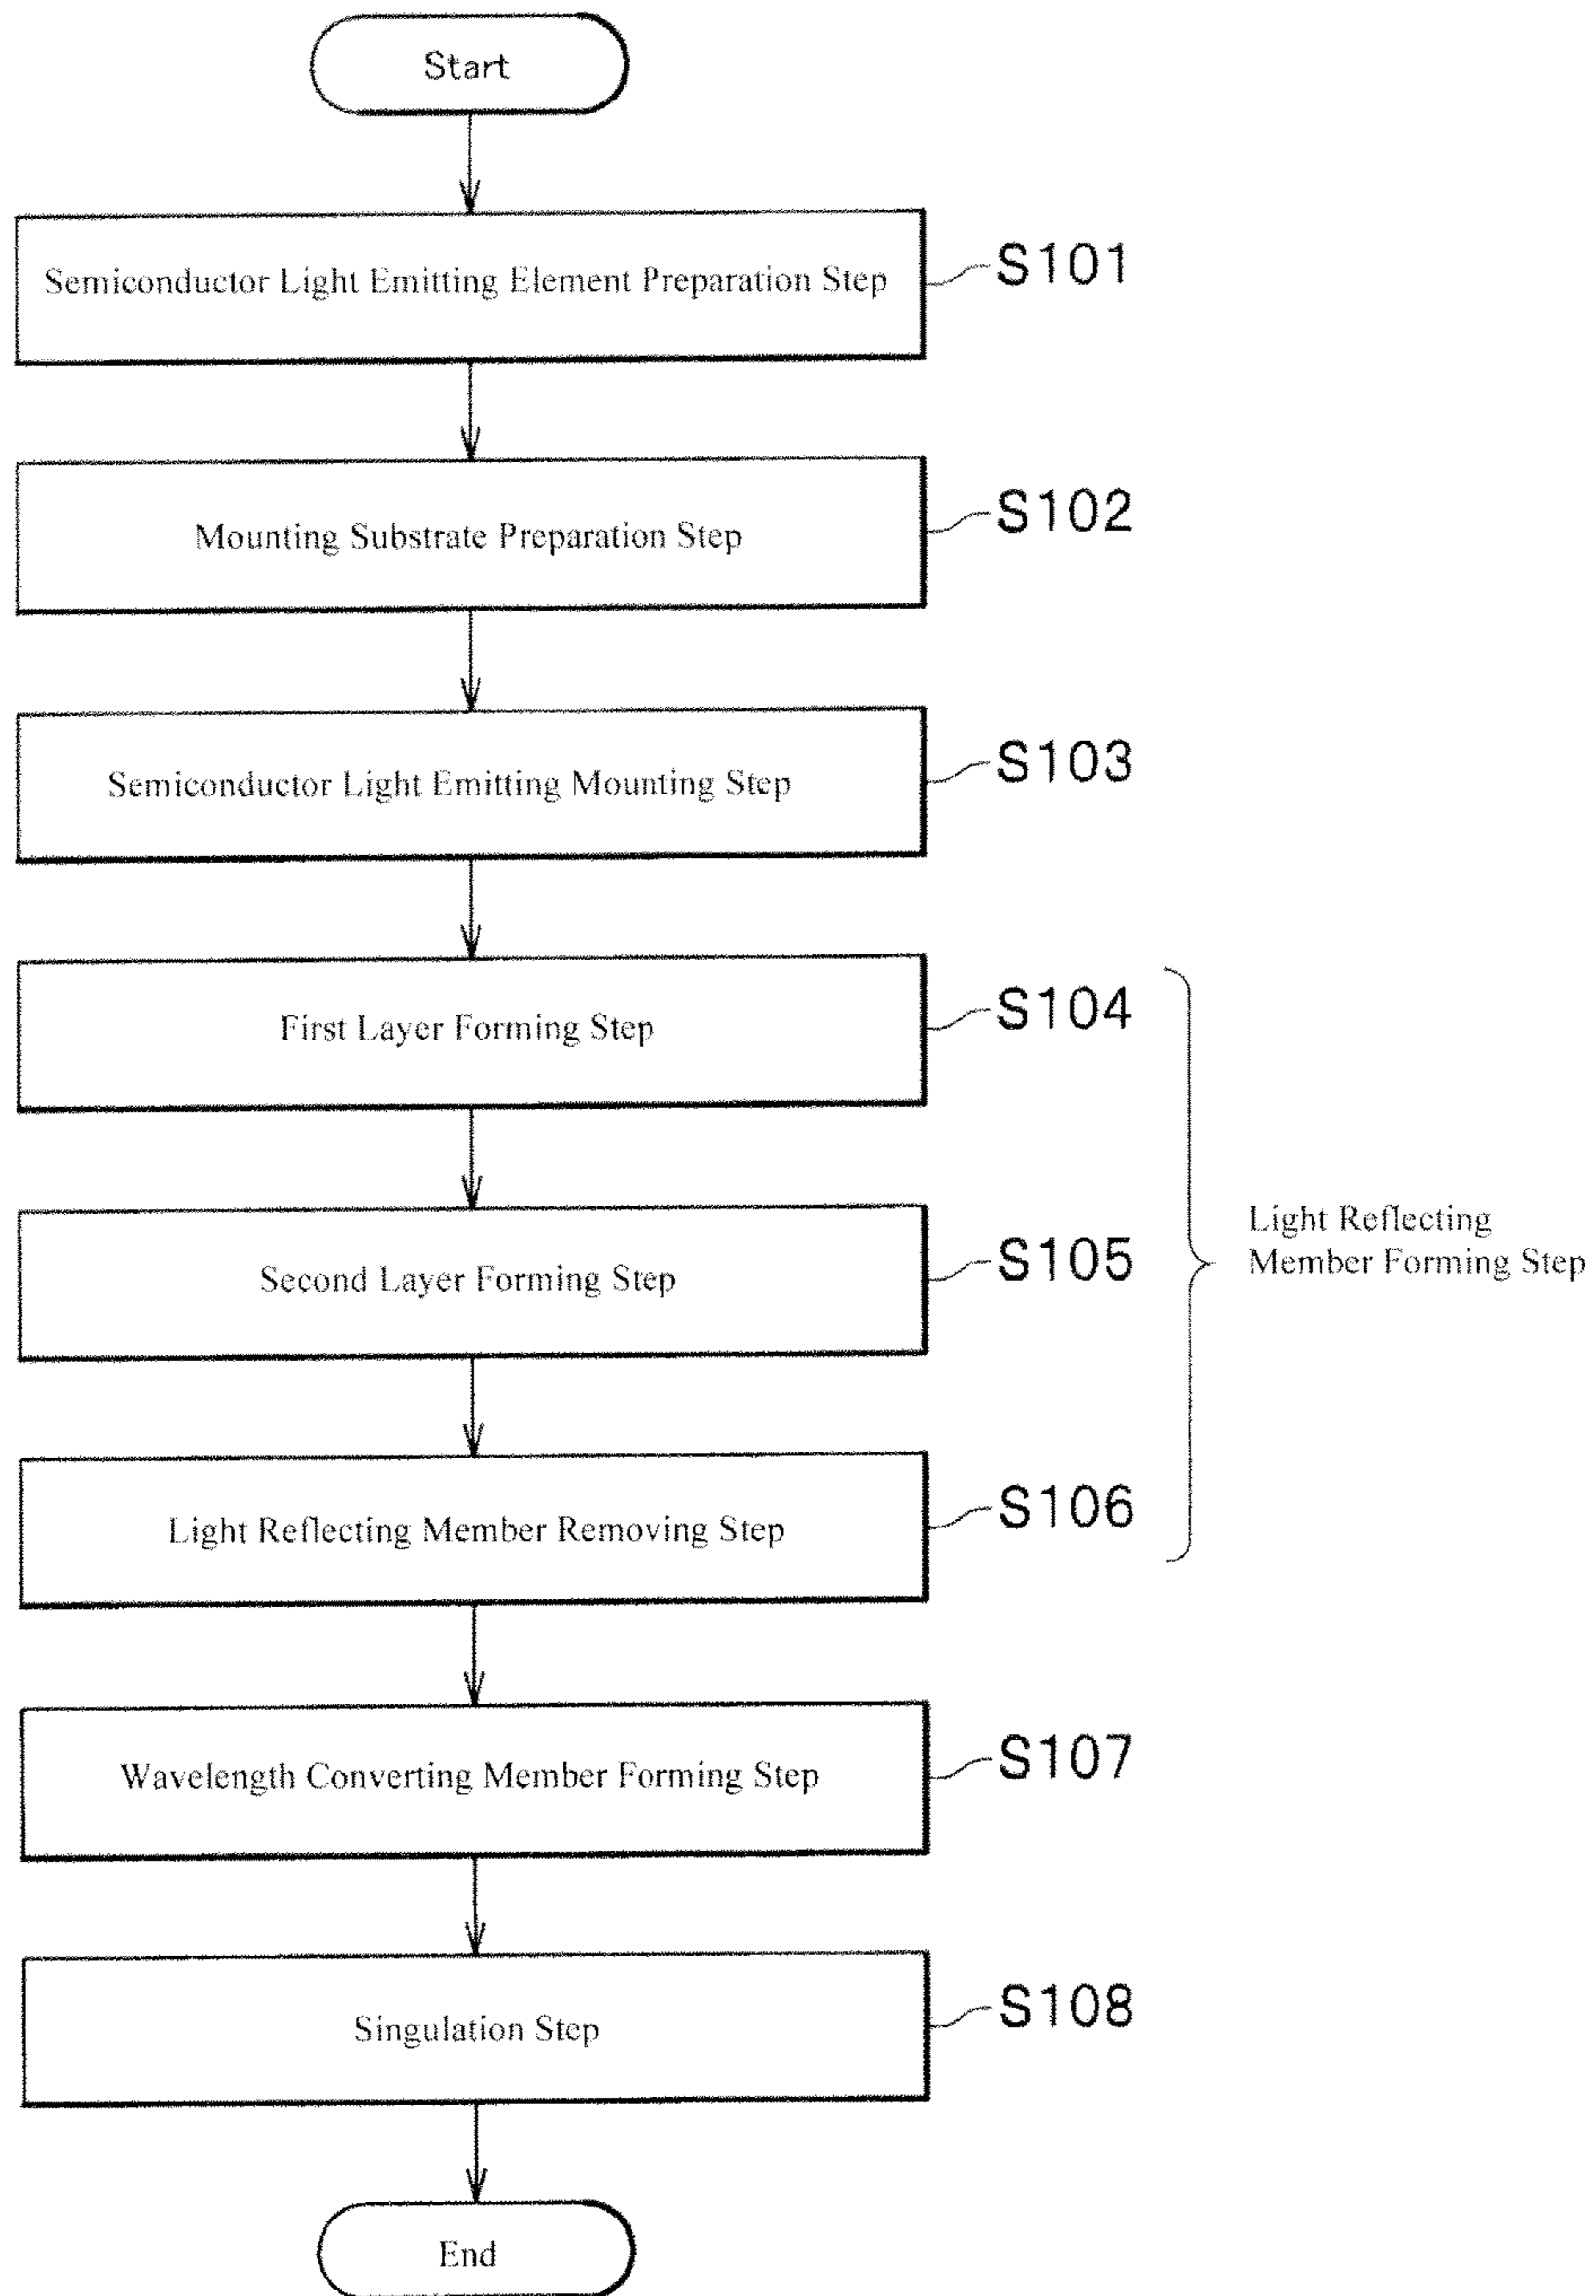 Start
Semiconductor Light Emitting Element Preparation Step
S101
Mounting Substrate Preparation Step
S102
Semiconductor Light Emitting Mounting Step
S103
First Layer Forming Step
S104
Second Layer Forming Step
S105
Light Reflecting
Member Forming Step
Light Reflecting Member Removing Step
S106
Wavelength Converting Member Forming Step
S107
Singulation Step
S108
End